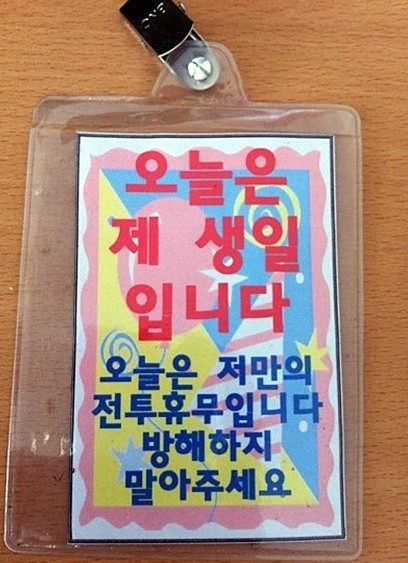 ONE
오늘은
제 생일
입니다
오늘은 저만의
전투휴무입니다
방해하지
말아주세요